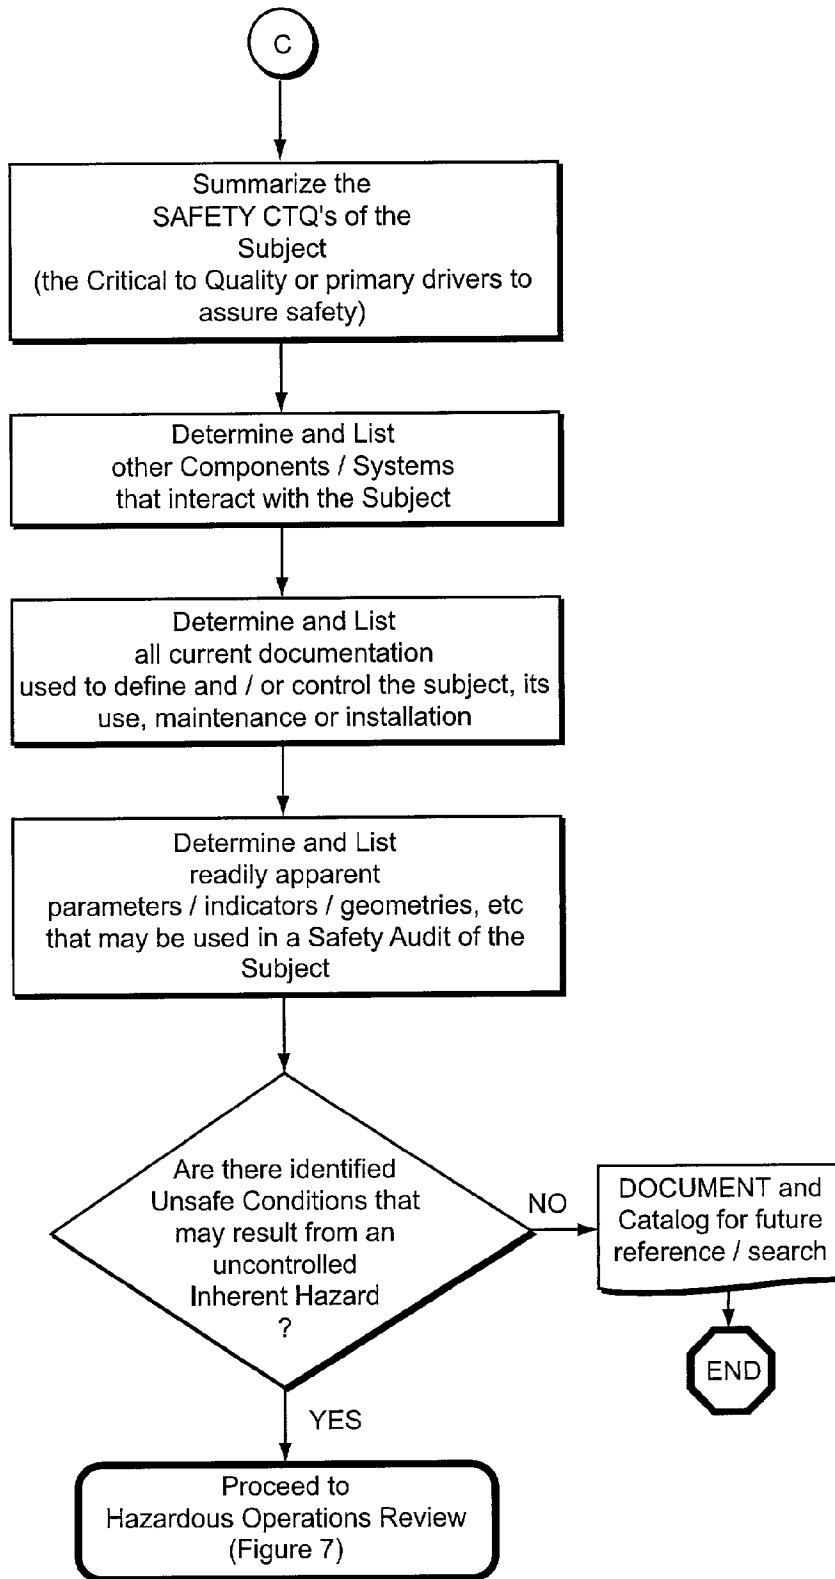 C
Summarize the
SAFETY CTQ's of the
Subject
(the Critical to Quality or primary drivers to
assure safety)
Determine and List
other Components / Systems
that interact with the Subject
Determine and List
all current documentation
used to define and / or control the subject, its
use, maintenance or installation
Determine and List
readily apparent
parameters / indicators / geometries, etc
that may be used in a Safety Audit of the
Subject
Are there identified
Unsafe Conditions that
may result from an
uncontrolled
Inherent Hazard
?
NO
DOCUMENT and
Catalog for future
reference / search
END
YES
Proceed to
Hazardous Operations Review
(Figure 7)